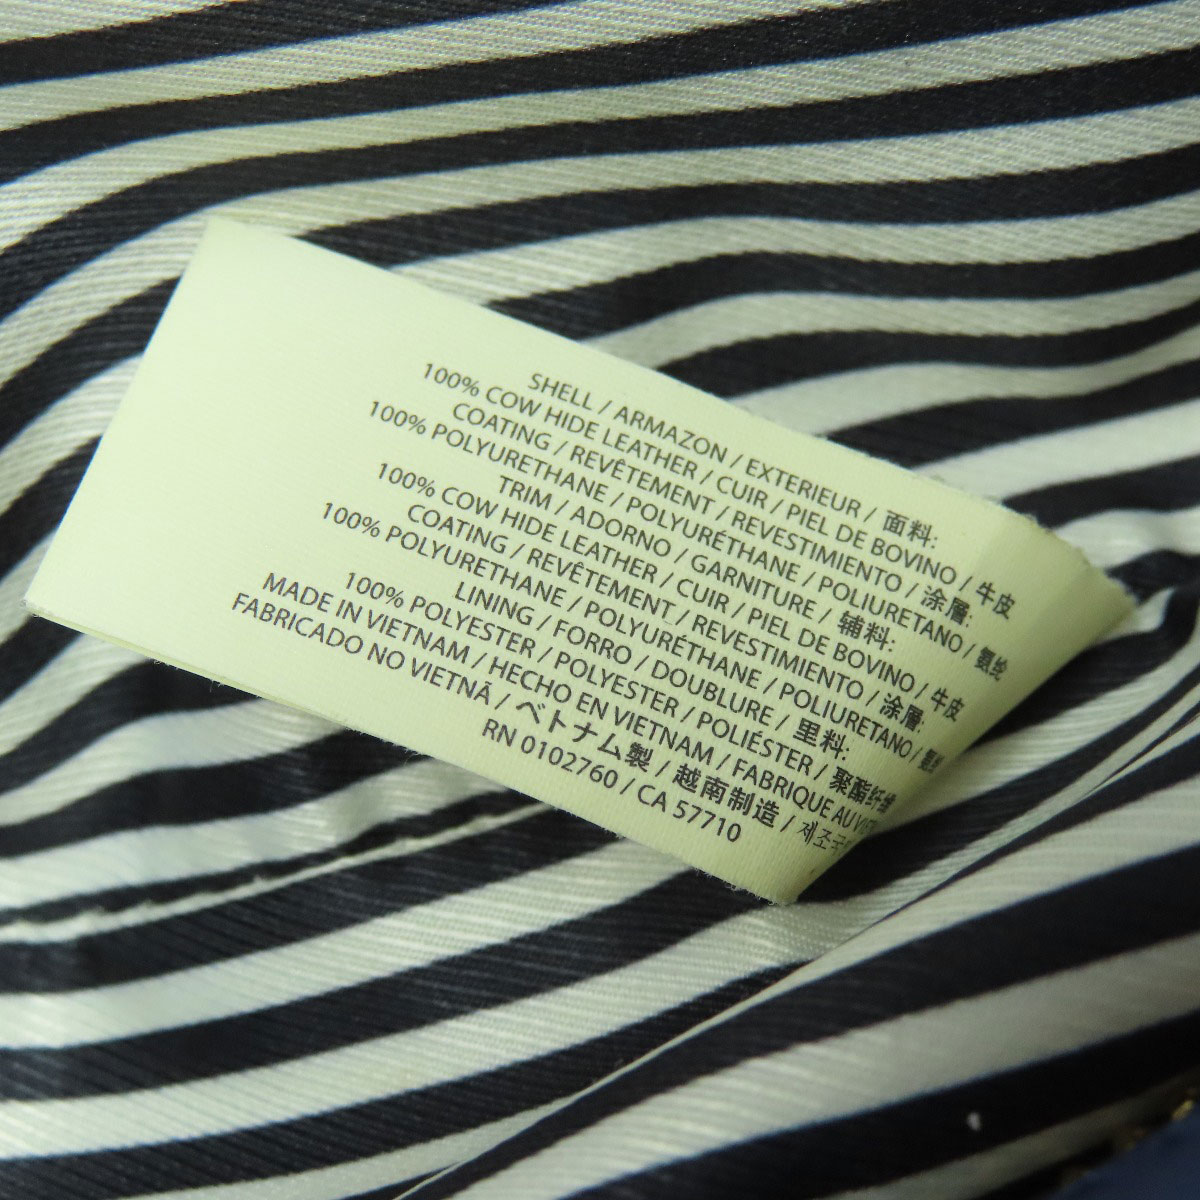 SHELL / ARMAZON / EXTERIEUR / 面料:
100% COW HIDE LEATHER / CUIR / PIEL DE BOVINO / 牛皮
COATING / REVÊTEMENT / REVESTIMIENTO / 涂層:
100% POLYURETHANE / POLYURÉTHANE / POLIURETANO / 氨纶
TRIM / ADORNO / GARNITURE / 辅料:
100% COW HIDE LEATHER / CUIR / PIEL DE BOVINO / 牛皮
COATING / REVÊTEMENT / REVESTIMIENTO / 涂層:
100% POLYURETHANE / POLYURÉTHANE / POLIURETANO / 氨纶
LINING / FORRO / DOUBLURE / 里料:
100% POLYESTER / POLYESTER / POLIÉSTER / 聚酯纤维
MADE IN VIETNAM / HECHO EN VIETNAM / FABRIQUE AU
FABRICADO NO VIETNÃ / ベトナム製 / 越南制造 /
RN 0102760 / CA 57710